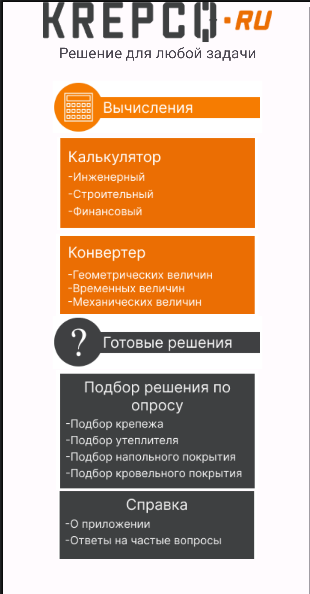 KREPCO.RU
Решение для любой задачи
Вычисления
Калькулятор
-Инженерный
-Строительный
-Финансовый
Конвертер
-Геометрических величин
-Временных величин
-Механических величин
?
Готовые решения
Подбор решения по
опросу
-Подбор крепежа
-Подбор утеплителя
-Подбор напольного покрытия
-Подбор кровельного покрытия
Справка
-О приложении
-Ответы на частые вопросы